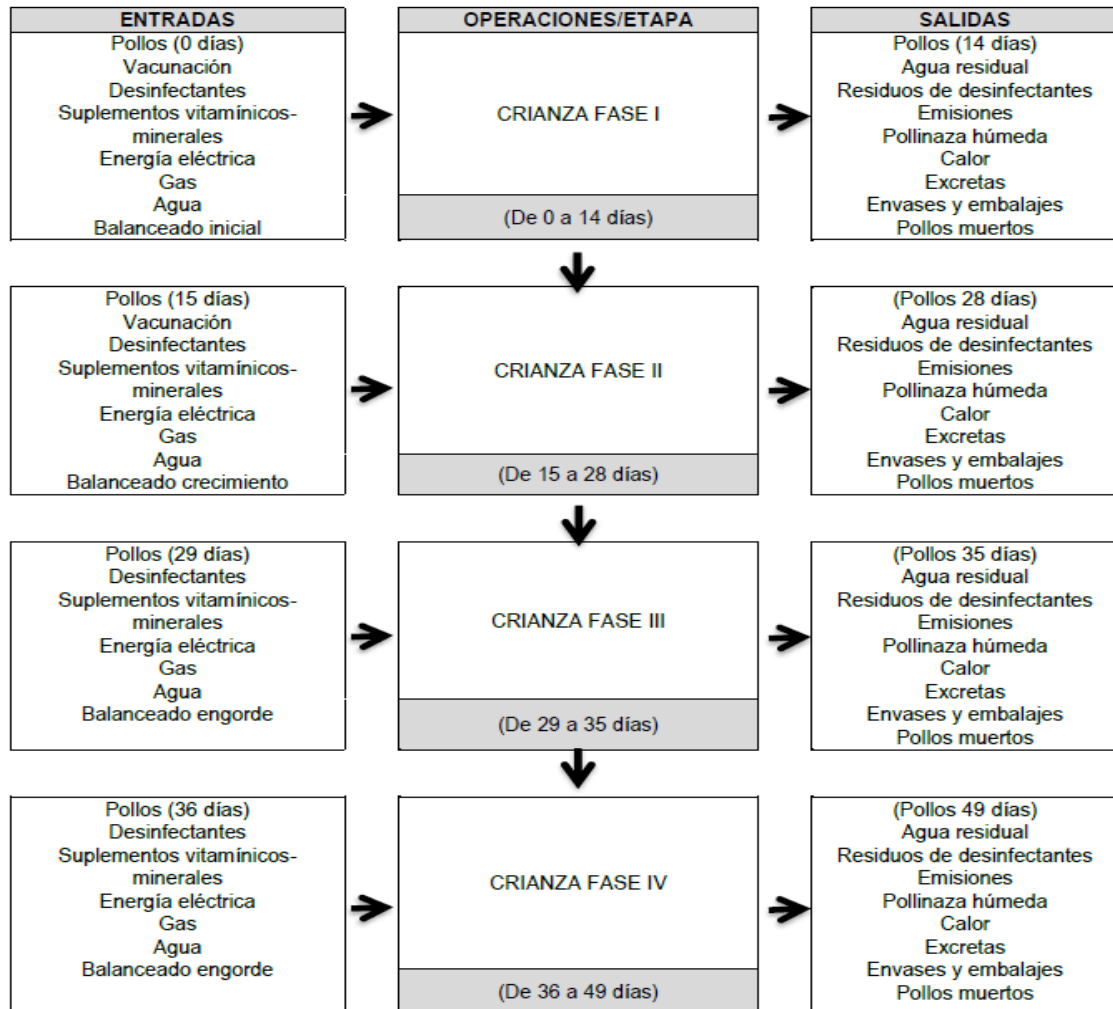 ENTRADAS
OPERACIONES/ETAPA
SALIDAS
Pollos (0 días)
Vacunación
Desinfectantes
Suplementos vitamínicos-
minerales
Energía eléctrica
Gas
Agua
Balanceado inicial
CRIANZA FASE I
(De 0 a 14 días)
Pollos (14 días)
Agua residual
Residuos de desinfectantes
Emisiones
Pollinaza húmeda
Calor
Excretas
Envases y embalajes
Pollos muertos
Pollos (15 días)
Vacunación
Desinfectantes
Suplementos vitamínicos-
minerales
Energía eléctrica
Gas
Agua
Balanceado crecimiento
CRIANZA FASE II
(De 15 a 28 días)
(Pollos 28 días)
Agua residual
Residuos de desinfectantes
Emisiones
Pollinaza húmeda
Calor
Excretas
Envases y embalajes
Pollos muertos
Pollos (29 días)
Desinfectantes
Suplementos vitamínicos-
minerales
Energía eléctrica
Gas
Agua
Balanceado engorde
CRIANZA FASE III
(De 29 a 35 días)
(Pollos 35 días)
Agua residual
Residuos de desinfectantes
Emisiones
Pollinaza húmeda
Calor
Excretas
Envases y embalajes
Pollos muertos
Pollos (36 días)
Desinfectantes
Suplementos vitamínicos-
minerales
Energía eléctrica
Gas
Agua
Balanceado engorde
CRIANZA FASE IV
(De 36 a 49 días)
(Pollos 49 días)
Agua residual
Residuos de desinfectantes
Emisiones
Pollinaza húmeda
Calor
Excretas
Envases y embalajes
Pollos muertos